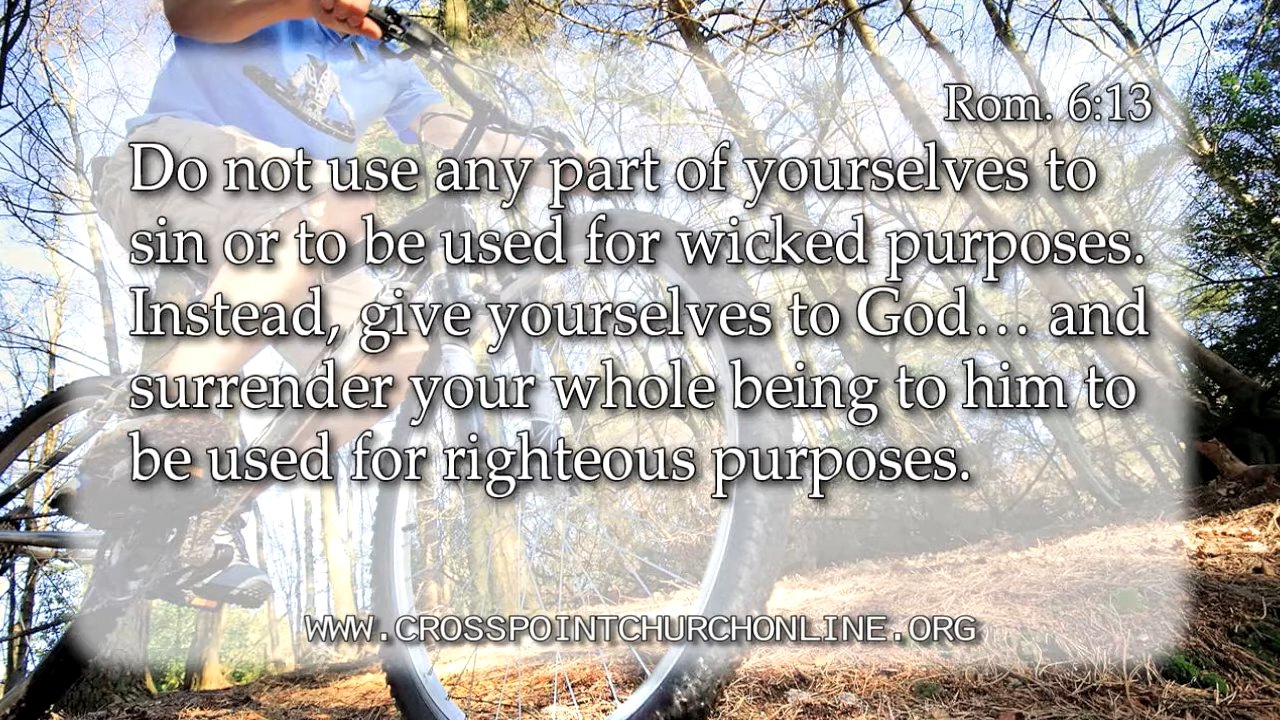 Rom. 6:13
Do not use any part of yourselves to
sin or to be used for wicked purposes.
Instead, give yourselves to God… and
surrender your whole being to him to
be used for righteous purposes.
WWW.CROSSPOINTCHURCHONLINE.ORG